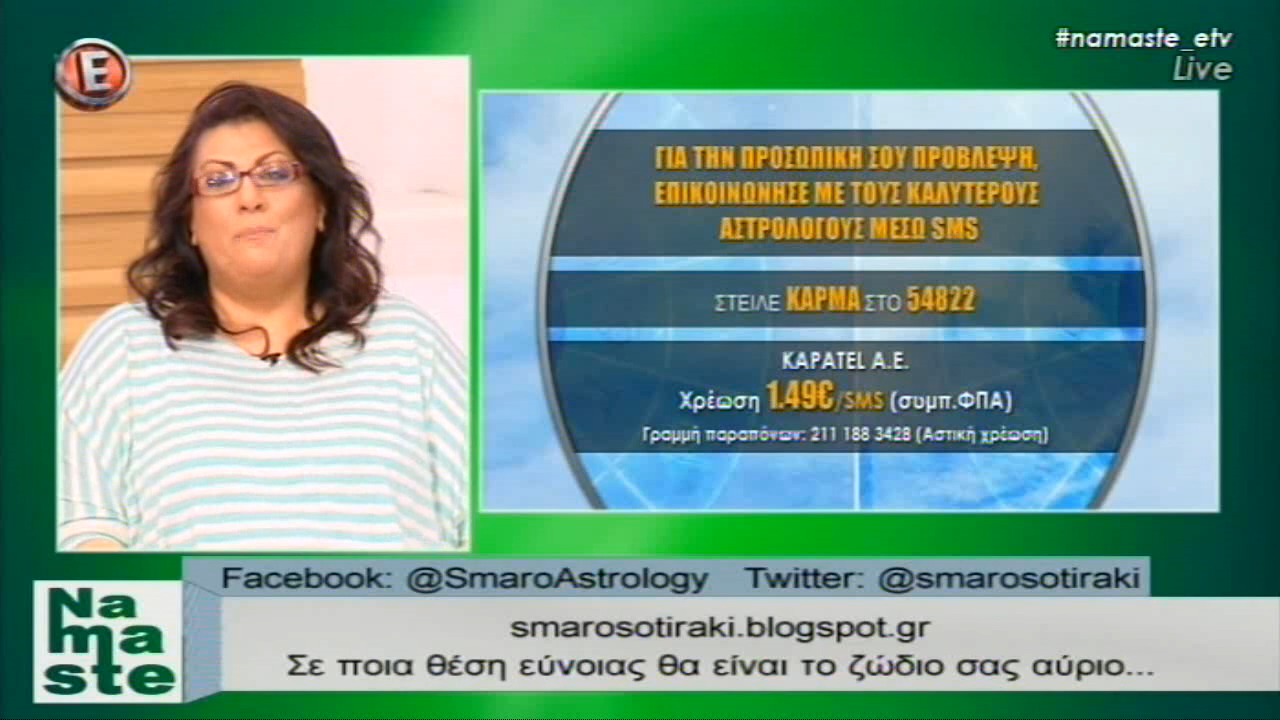 E
#namaste_etv
Live
ΓΙΑ ΤΗΝ ΠΡΟΣΩΠΙΚΗ ΣΟΥ ΠΡΟΒΛΕΨΗ,
ΕΠΙΚΟΙΝΩΝΗΣΕ ΜΕ ΤΟΥΣ ΚΑΛΥΤΕΡΟΥΣ
ΑΣΤΡΟΛΟΓΟΥΣ ΜΕΣΩ SMS
ΣΤΕΙΛΕ ΚΑΡΜΑ ΣΤΟ 54822
KAPATEL A.E.
Χρέωση 1.49€/SMS (συμπ.ΦΠΑ)
Γραμμή παραπόνων: 211 188 3428 (Αστική χρέωση)
Facebook: @SmaroAstrology Twitter: @smarosotiraki
Na
ma
ste
smarosotiraki.blogspot.gr
Σε ποια θέση εύνοιας θα είναι το ζώδιο σας αύριο...